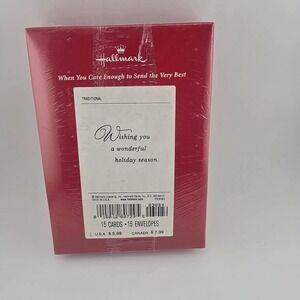 Hallmark
When You Care Enough to Send the Very Best
TRADITIONAL
Wishing you
a wonderful
holiday season.
15 CARDS • 15 ENVELOPES
U.S.A. $ 5.99 CANADA $ 7.99